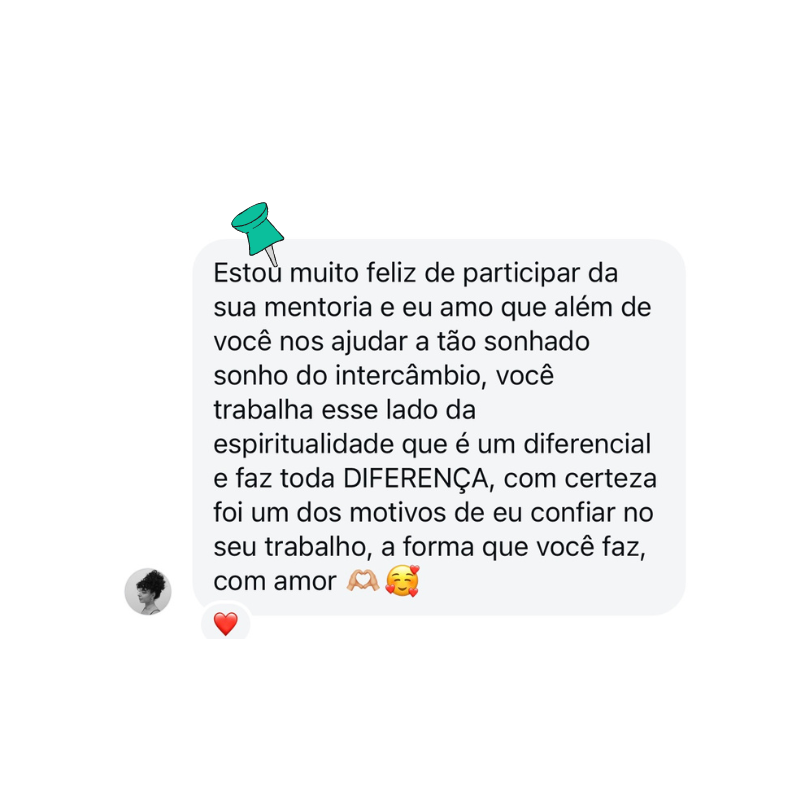 Estou muito feliz de participar da
sua mentoria e eu amo que além de
você nos ajudar a tão sonhado
sonho do intercâmbio, você
trabalha esse lado da
espiritualidade que é um diferencial
e faz toda DIFERENÇA, com certeza
foi um dos motivos de eu confiar no
seu trabalho, a forma que você faz,
com amor 🫶🏼🥰